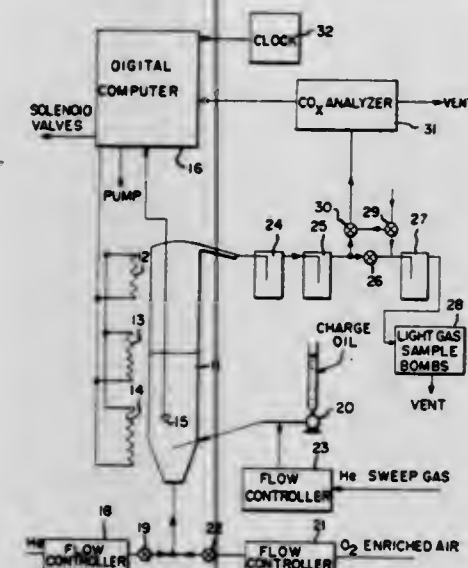 32
CLOCK
DIGITAL
COMPUTER
SOLENOID
VALVES
COX ANALYZER
VENT
31
16
PUMP
30
29
27
24
25
26
12
28
LIGHT GAS
SAMPLE
BOMBS
VENT
CHARGE
OIL
13
11
14
15
20
23
FLOW
CONTROLLER
He SWEEP GAS
18
19
22
21
He
FLOW
CONTROLLER
FLOW
CONTROLLER
O2 ENRICHED AIR